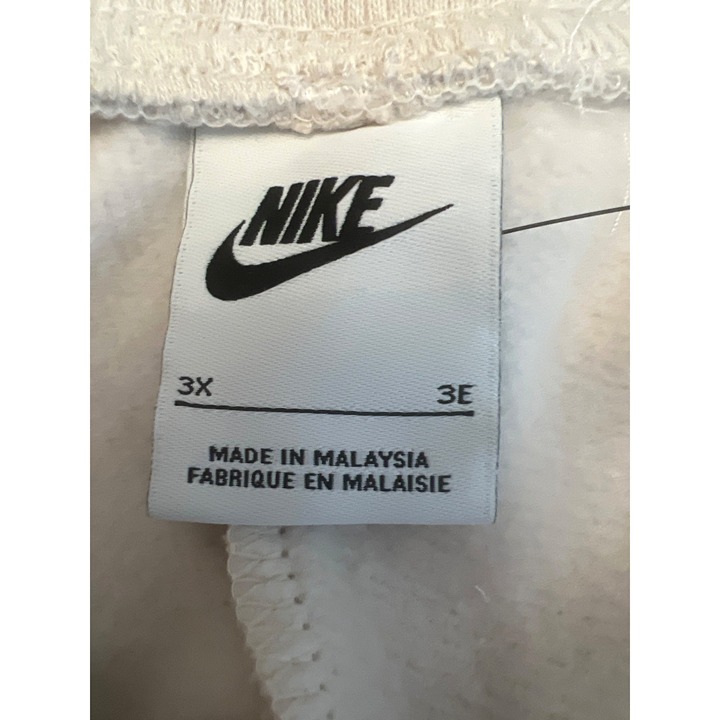 NIKE
3X 3E
MADE IN MALAYSIA
FABRIQUE EN MALAISIE